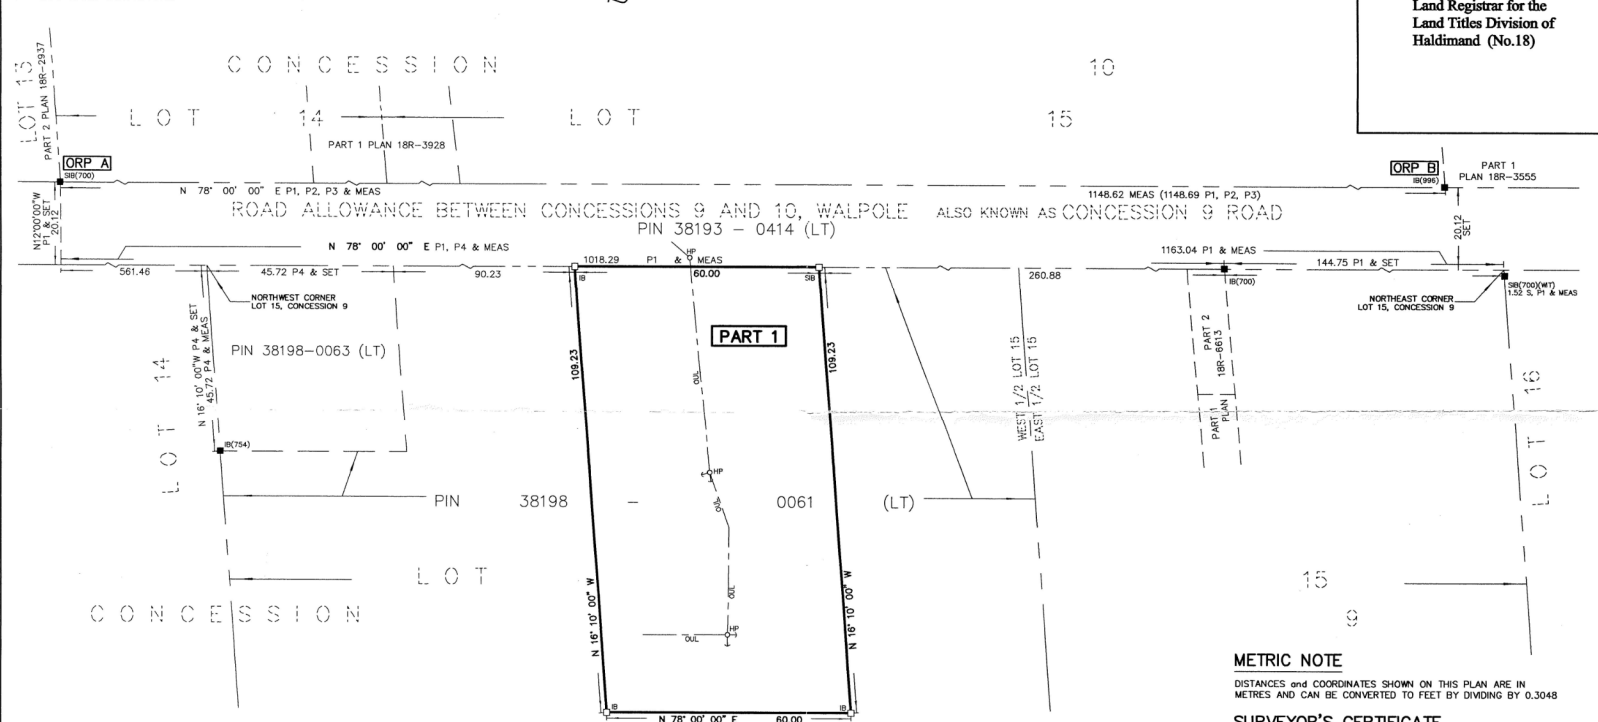 Land Registrar for the
Land Titles Division of
Haldimand (No.18)
CONCESSION
10
LOT 13
PART 2 PLAN 18R-2937
LOT 14
LOT 15
PART 1 PLAN 18R-3928
ORP A
SIB(700)
ORP B
IB(996)
PART 1
PLAN 18R-3555
N 78° 00' 00" E P1, P2, P3 & MEAS
1148.62 MEAS (1148.69 P1, P2, P3)
N12°00'00"W
P1 & SET
20.12
ROAD ALLOWANCE BETWEEN CONCESSIONS 9 AND 10, WALPOLE ALSO KNOWN AS CONCESSION 9 ROAD
PIN 38193 - 0414 (LT)
20.12
SET
N 78° 00' 00" E P1, P4 & MEAS
HP
1163.04 P1 & MEAS
1018.29 P1 & MEAS
144.75 P1 & SET
561.46
45.72 P4 & SET
90.23
60.00
260.88
IB
SIB
IB(700)
SIB(700)(WIT)
1.52 S, P1 & MEAS
NORTHWEST CORNER
LOT 15, CONCESSION 9
NORTHEAST CORNER
LOT 15, CONCESSION 9
N 16° 10' 00"W P4 & SET
45.72 P4 & MEAS
PIN 38198-0063 (LT)
PART 1
109.23
109.23
OUL
WEST 1/2 LOT 15
EAST 1/2 LOT 15
PART 2
18R-6613
PART 1
PLAN
LOT 14
LOT 16
IB(754)
HP
OUL
PIN 38198 - 0061 (LT)
LOT
15
CONCESSION
9
N 16° 10' 00" W
N 16° 10' 00" W
OUL
HP
OUL
IB
IB
N 78° 00' 00" E 60.00
METRIC NOTE
DISTANCES and COORDINATES SHOWN ON THIS PLAN ARE IN
METRES AND CAN BE CONVERTED TO FEET BY DIVIDING BY 0.3048
SURVEYOR'S CERTIFICATE